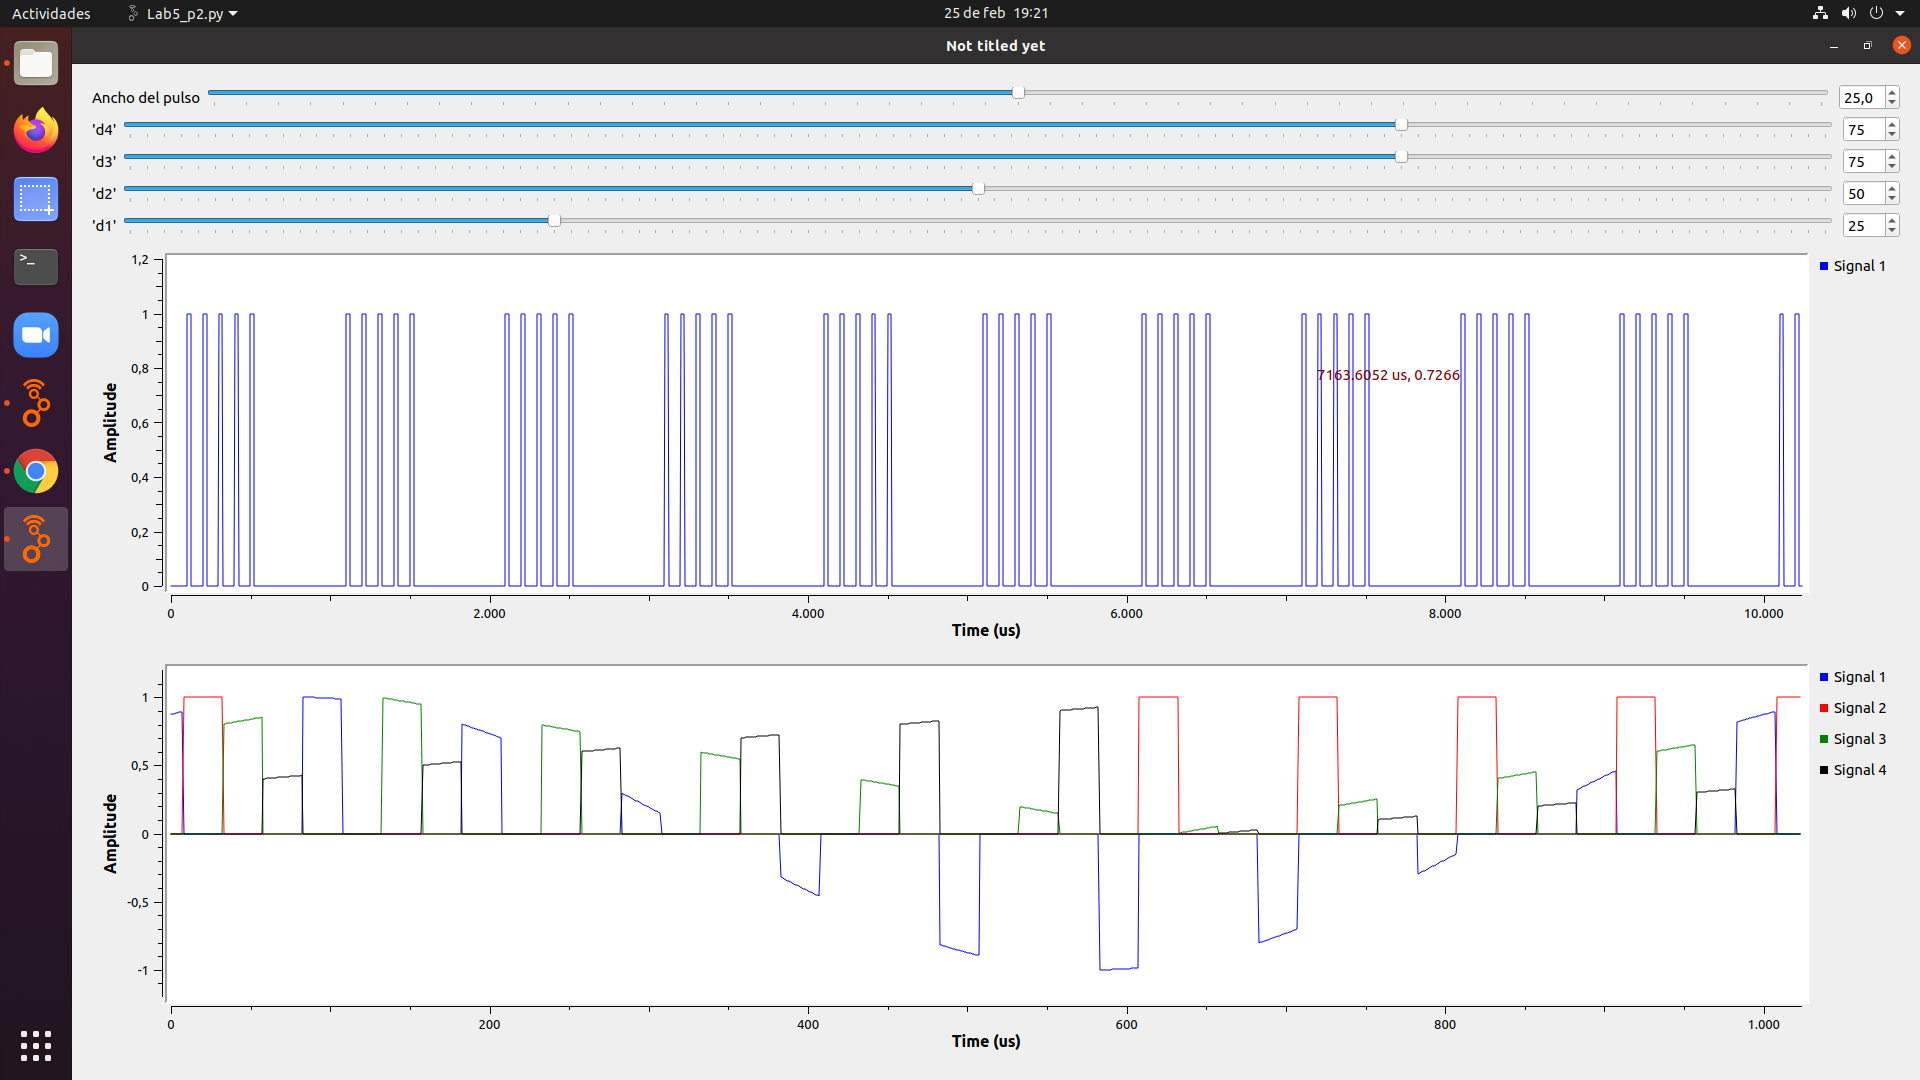 Actividades
Lab5_p2.py
25 de feb 19:21
Not titled yet
Ancho del pulso
25,0
'd4'
75
'd3'
75
'd2'
50
'd1'
25
1,2
1
0,8
0,6
0,4
0,2
0
Amplitude
7163.6052 us, 0.7266
Signal 1
0
2.000
4.000
6.000
8.000
10.000
Time (us)
1
0,5
0
-0,5
-1
Amplitude
Signal 1
Signal 2
Signal 3
Signal 4
0
200
400
600
800
1.000
Time (us)